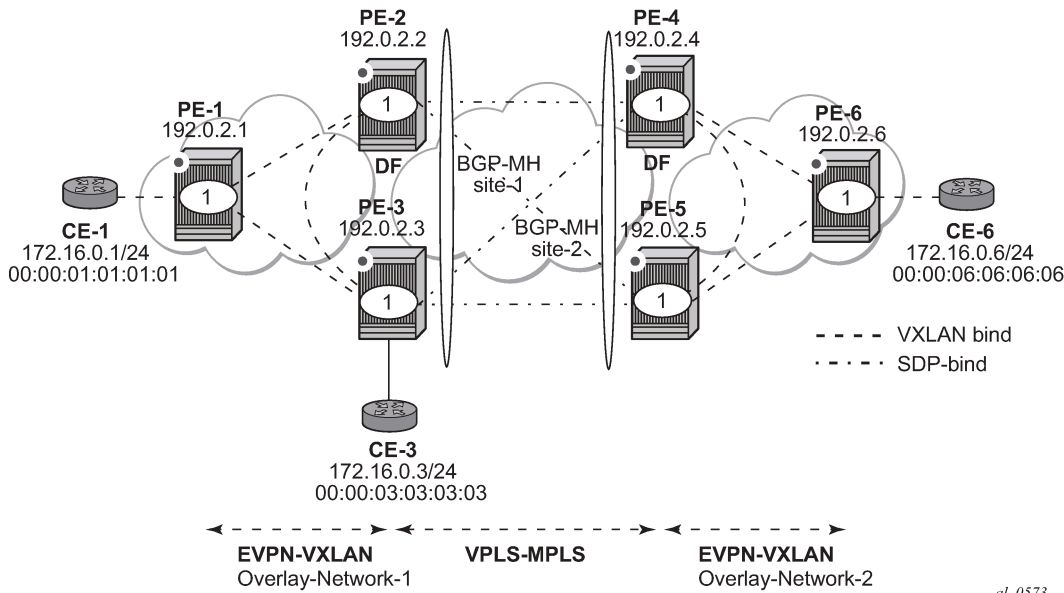 PE-2
192.0.2.2
PE-4
192.0.2.4
PE-1
192.0.2.1
PE-6
192.0.2.6
1
1
1
1
DF
DF
BGP-MH
site-1
CE-1
172.16.0.1/24
00:00:01:01:01:01
PE-3
192.0.2.3
BGP-MH
site-2
PE-5
192.0.2.5
CE-6
172.16.0.6/24
00:00:06:06:06:06
1
1
VXLAN bind
SDP-bind
CE-3
172.16.0.3/24
00:00:03:03:03:03
EVPN-VXLAN
Overlay-Network-1
VPLS-MPLS
EVPN-VXLAN
Overlay-Network-2
al_0573